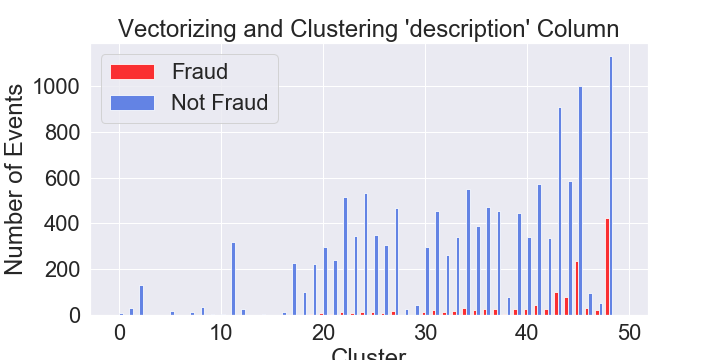 Vectorizing and Clustering 'description' Column
Fraud
Not Fraud
Number of Events
1000
800
600
400
200
0
0 10 20 30 40 50
Cluster